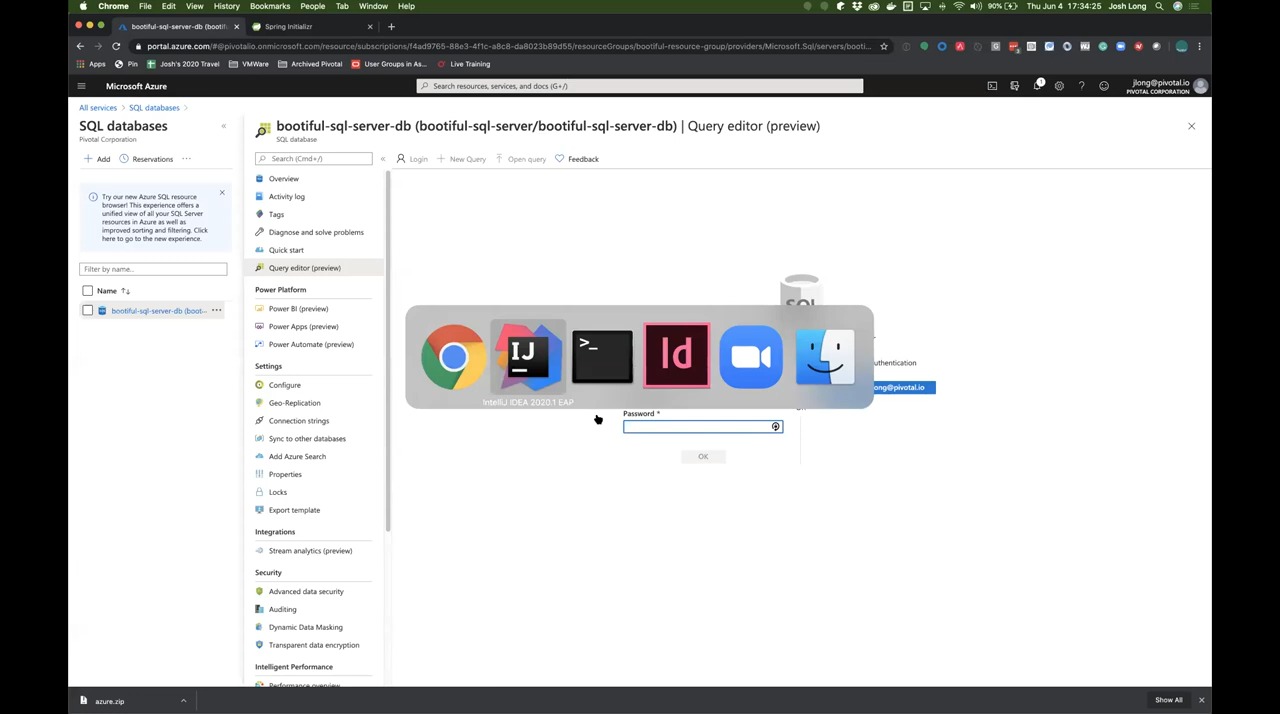 Chrome File Edit View History Bookmarks People Tab Window Help
90% Thu Jun 4 17:34:25 Josh Long
bootiful-sql-server-db (bootiful
Spring Initializr
portal.azure.com/#@pivotalio.onmicrosoft.com/resource/subscriptions/f4ad9765-88e3-4f1c-a8c8-da8023b89d55/resourceGroups/bootiful-resource-group/providers/Microsoft.Sql/servers/booti...
Apps Pin Josh's 2020 Travel VMWare Archived Pivotal User Groups in As... Live Training
Microsoft Azure
Search resources, services, and docs (G+/)
1
jlong@pivotal.io
PIVOTAL CORPORATION
All services > SQL databases >
SQL databases
Pivotal Corporation
Add Reservations ...
Try our new Azure SQL resource
browser! This experience offers a
unified view of all your SQL Server
resources in Azure as well as
improved sorting and filtering. Click
here to go to the new experience.
Filter by name...
Name
bootiful-sql-server-db (boot... ...
bootiful-sql-server-db (bootiful-sql-server/bootiful-sql-server-db) | Query editor (preview)
SQL database
Search (Cmd+/)
Login New Query Open query Feedback
Overview
Activity log
Tags
Diagnose and solve problems
Quick start
Query editor (preview)
Power Platform
Power BI (preview)
Power Apps (preview)
Power Automate (preview)
Settings
Configure
Geo-Replication
Connection strings
Sync to other databases
Add Azure Search
Properties
Locks
Export template
Integrations
Stream analytics (preview)
Security
Advanced data security
Auditing
Dynamic Data Masking
Transparent data encryption
Intelligent Performance
Performance overview
SQL
IJ
>_
Id
IntelliJ IDEA 2020.1 EAP
ong@pivotal.io
Password *
OK
azure.zip
Show All